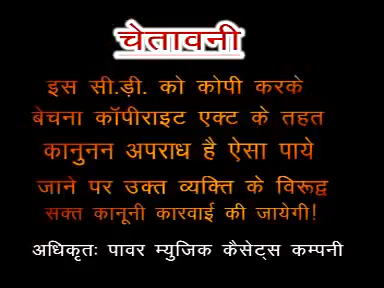 चेतावनी
इस सी.ड़ी. को कोपी करके
बेचना कॉपीराइट एक्ट के तहत
कानुनन अपराध है ऐसा पाये
जाने पर उक्त व्यक्ति के विरूद्व
सक्त कानूनी कारवाई की जायेगी!
अधिकृतः पावर म्युजिक कैसेट्स कम्पनी